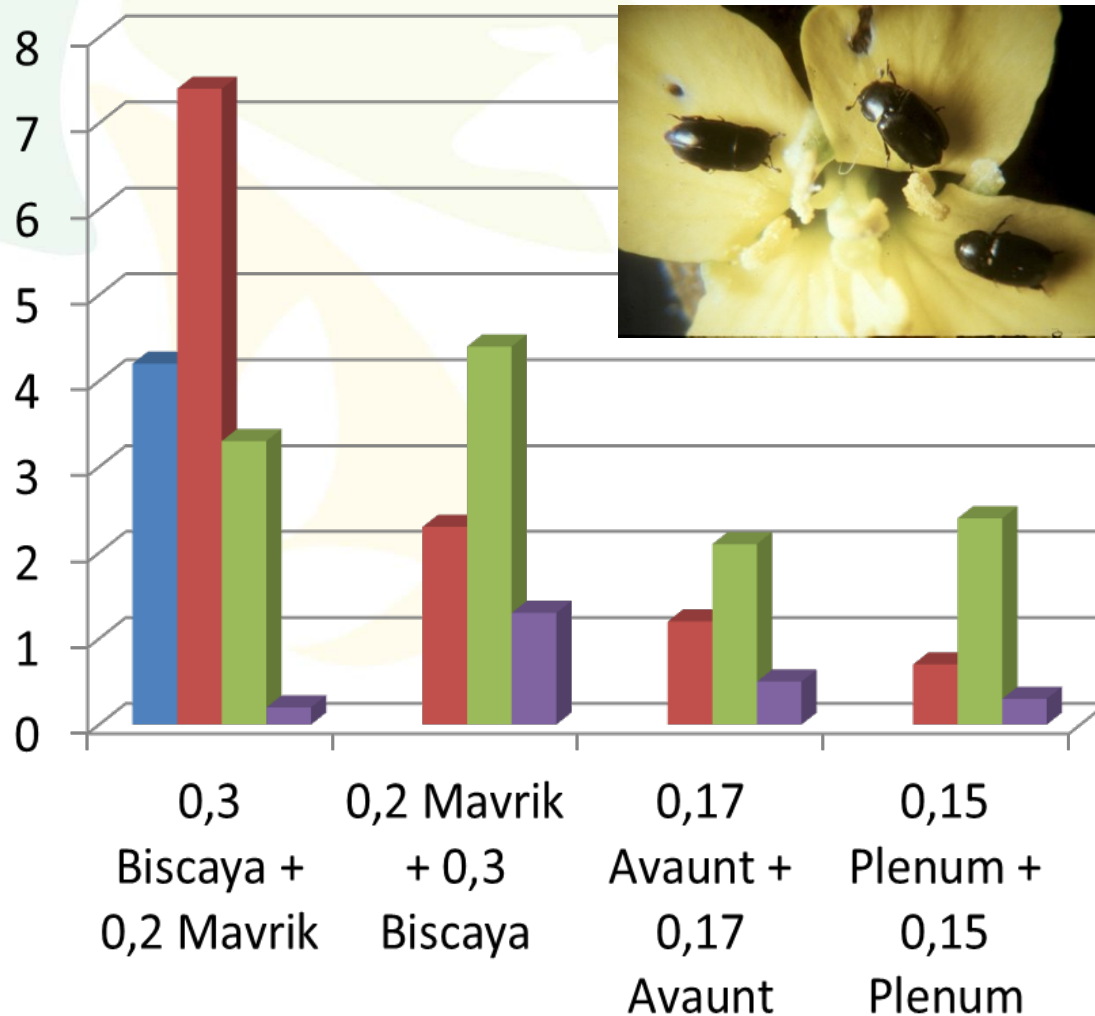 8
7
6
5
4
3
2
1
0
0,3
Biscaya +
0,2 Mavrik
0,2 Mavrik
+ 0,3
Biscaya
0,17
Avaunt +
0,17
Avaunt
0,15
Plenum +
0,15
Plenum